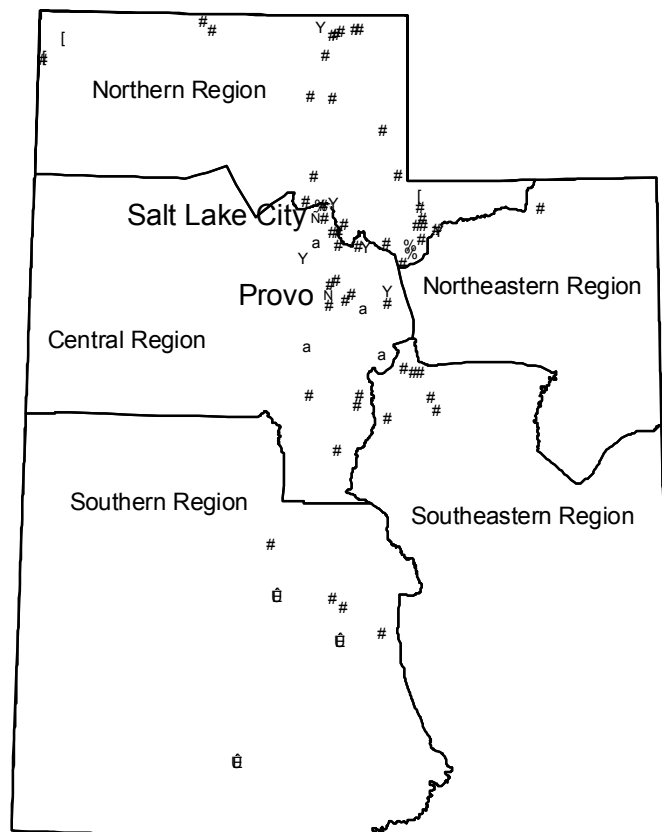 Northern Region
Salt Lake City
Provo
Northeastern Region
Central Region
Southern Region
Southeastern Region